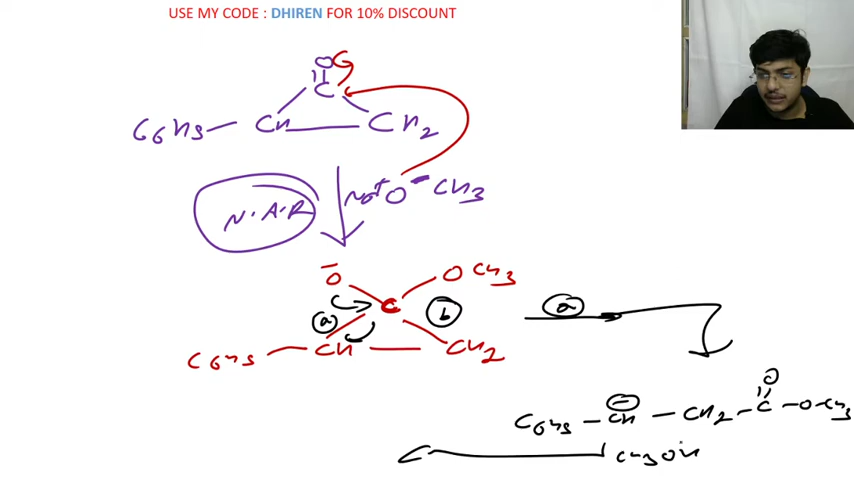 USE MY CODE : DHIREN FOR 10% DISCOUNT
O
C
C6H5 — CH — CH2
N.A.R
Na+ O- CH3
-
O
O CH3
C
a
b
a
C6H5 — CH — CH2
O
-
C6H5 — CH — CH2 — C — O — CH3
CH3OH